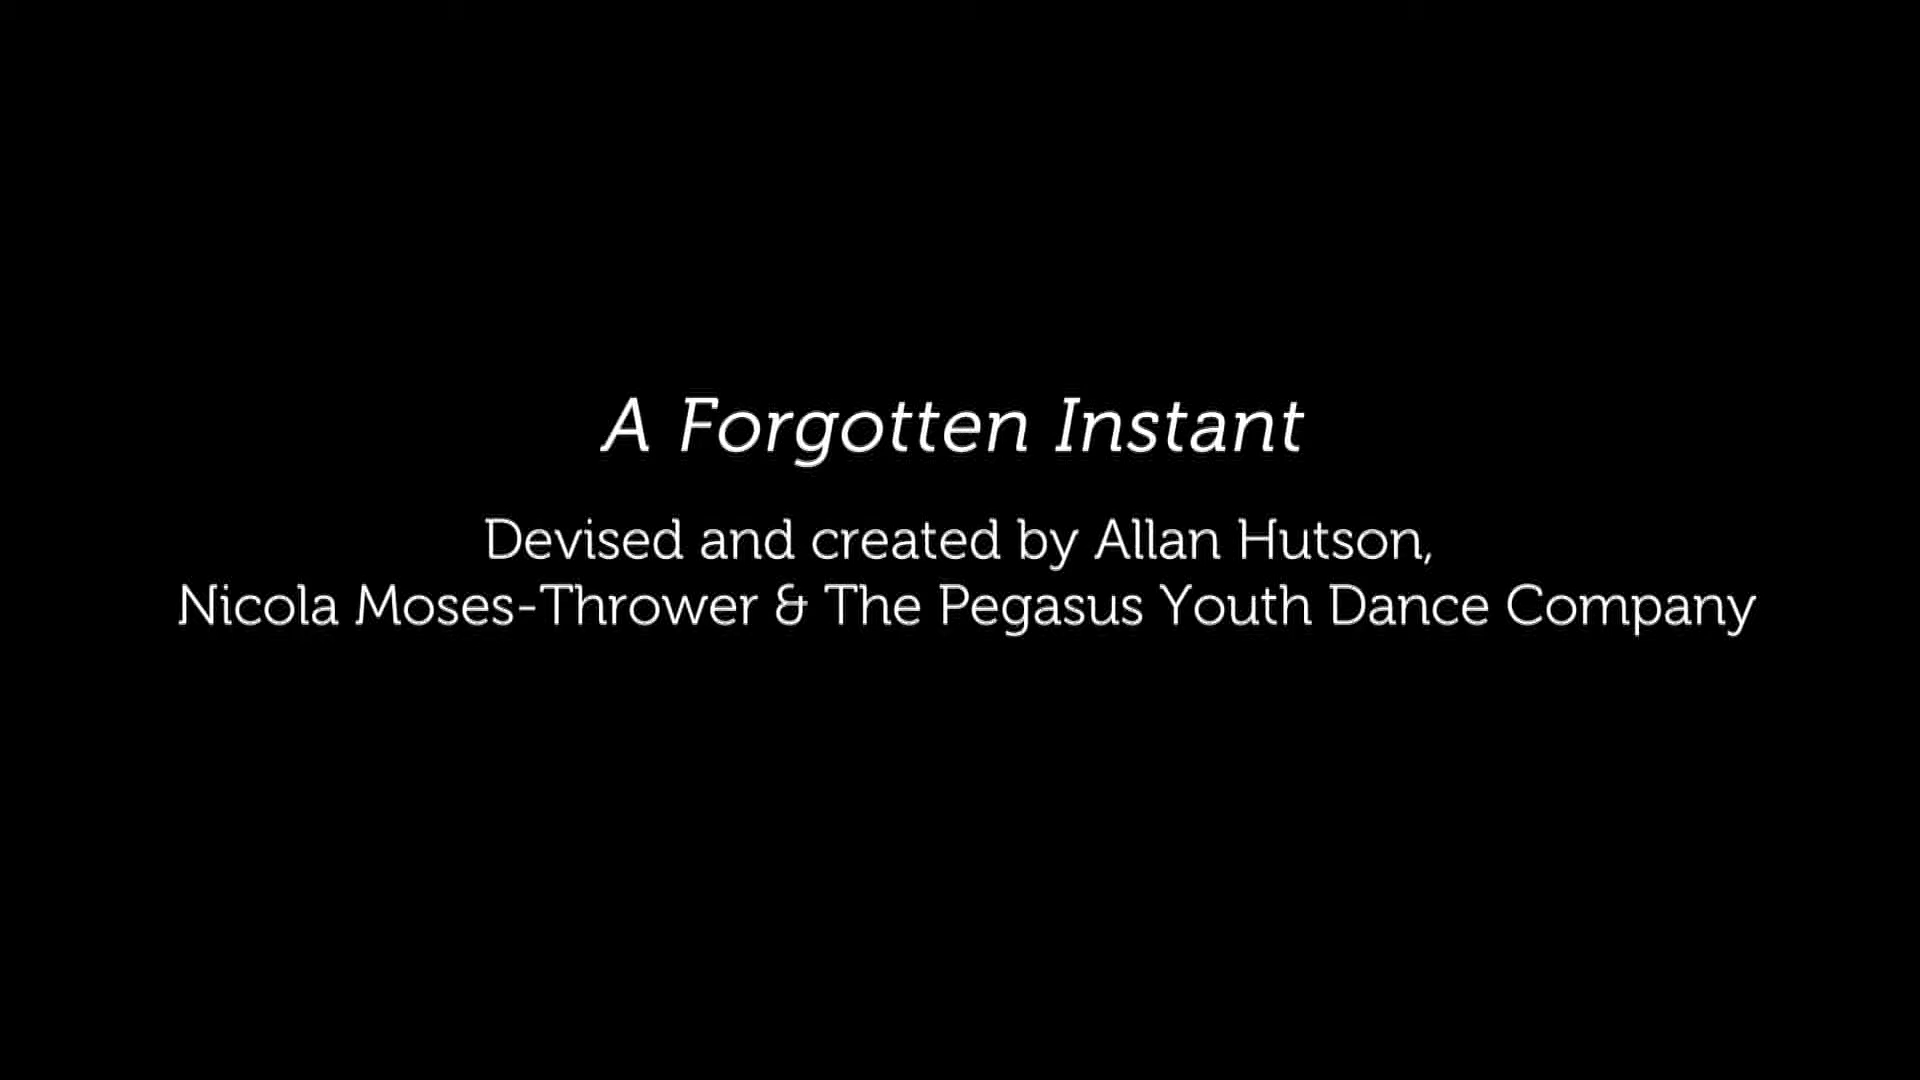 A Forgotten Instant
Devised and created by Allan Hutson,
Nicola Moses-Thrower & The Pegasus Youth Dance Company